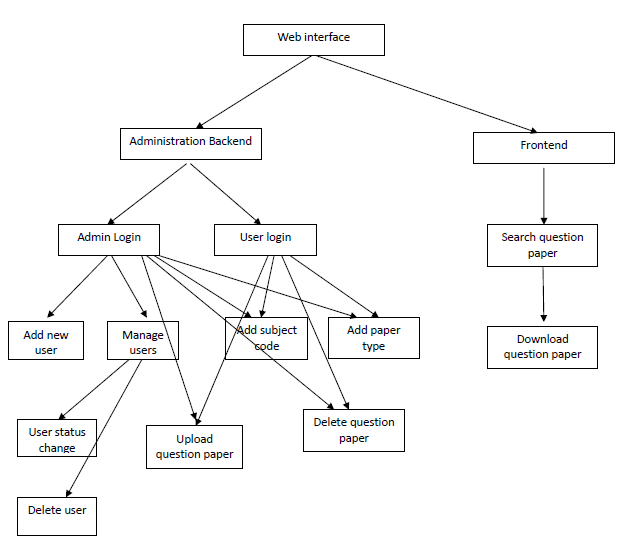 Web interface
Administration Backend
Frontend
Admin Login
User login
Search question
paper
Add new
user
Manage
users
Add subject
code
Add paper
type
Download
question paper
User status
change
Upload
question paper
Delete question
paper
Delete user